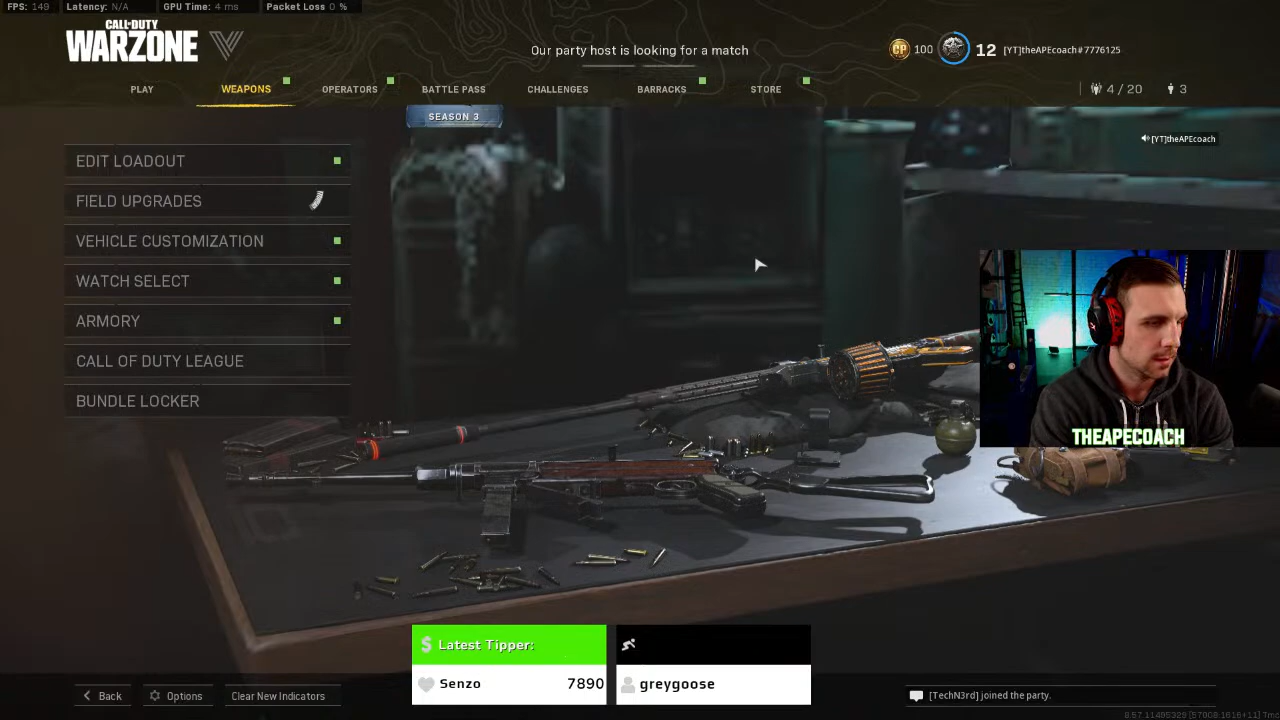 FPS: 149 Latency: N/A GPU Time: 4 ms Packet Loss 0 %
CALL OF DUTY
WARZONE
Our party host is looking for a match
CP 100
12
[YT]theAPEcoach#7776125
PLAY
WEAPONS
OPERATORS
BATTLE PASS
CHALLENGES
BARRACKS
STORE
4 / 20
3
SEASON 3
[YT]theAPEcoach
EDIT LOADOUT
FIELD UPGRADES
VEHICLE CUSTOMIZATION
WATCH SELECT
ARMORY
CALL OF DUTY LEAGUE
BUNDLE LOCKER
THEAPECOACH
$ Latest Tipper:
Senzo 7890
greygoose
Back
Options
Clear New Indicators
[TechN3rd] joined the party.